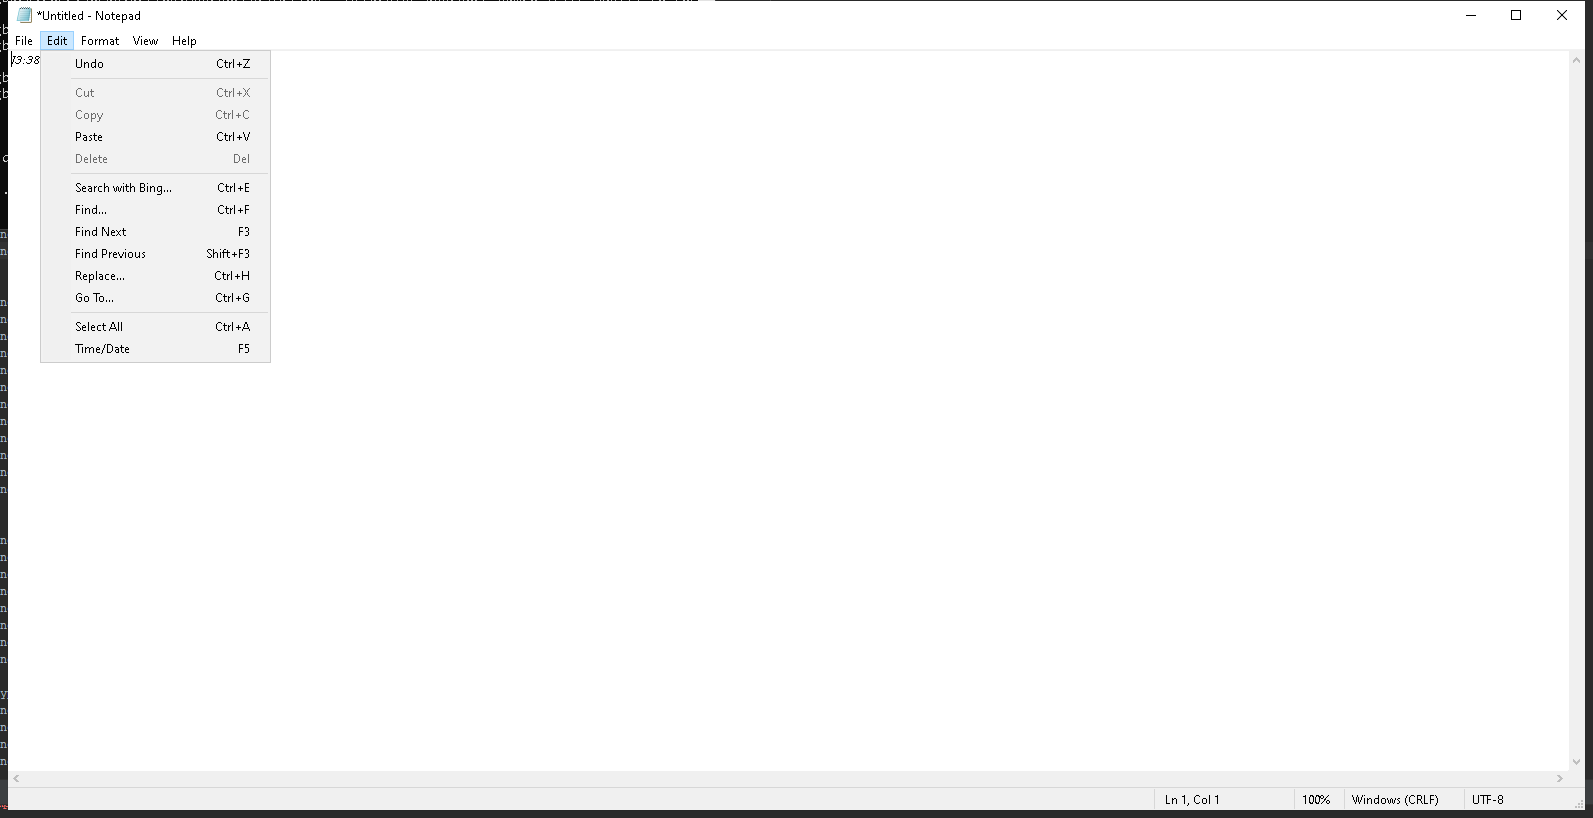 *Untitled - Notepad
File Edit Format View Help
13:38
Undo Ctrl+Z
Cut Ctrl+X
Copy Ctrl+C
Paste Ctrl+V
Delete Del
Search with Bing... Ctrl+E
Find... Ctrl+F
Find Next F3
Find Previous Shift+F3
Replace... Ctrl+H
Go To... Ctrl+G
Select All Ctrl+A
Time/Date F5
Ln 1, Col 1 100% Windows (CRLF) UTF-8